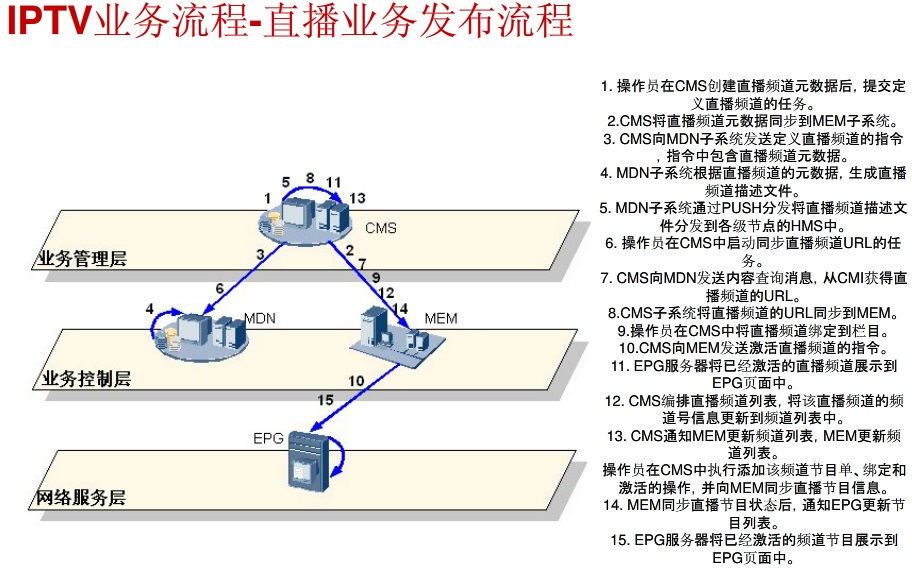 IPTV业务流程-直播业务发布流程
1. 操作员在CMS创建直播频道元数据后, 提交定
义直播频道的任务。
2.CMS将直播频道元数据同步到MEM子系统。
3. CMS向MDN子系统发送定义直播频道的指令
, 指令中包含直播频道元数据。
4. MDN子系统根据直播频道的元数据, 生成直播
频道描述文件。
5. MDN子系统通过PUSH分发将直播频道描述文
件分发到各级节点的HMS中。
6. 操作员在CMS中启动同步直播频道URL的任
务。
7. CMS向MDN发送内容查询消息, 从CMI获得直
播频道的URL。
8.CMS子系统将直播频道的URL同步到MEM。
9.操作员在CMS中将直播频道绑定到栏目。
10.CMS向MEM发送激活直播频道的指令。
11. EPG服务器将已经激活的直播频道展示到
EPG页面中。
12. CMS编排直播频道列表, 将该直播频道的频
道号信息更新到频道列表中。
13. CMS通知MEM更新频道列表, MEM更新频
道列表。
操作员在CMS中执行添加该频道节目单、绑定和
激活的操作, 并向MEM同步直播节目信息。
14. MEM同步直播节目状态后, 通知EPG更新节
目列表。
15. EPG服务器将已经激活的频道节目展示到
EPG页面中。
1 5 8 11 13
CMS
业务管理层
3
2
7
9
12
14
6
4
MDN
MEM
业务控制层
10
15
EPG
网络服务层